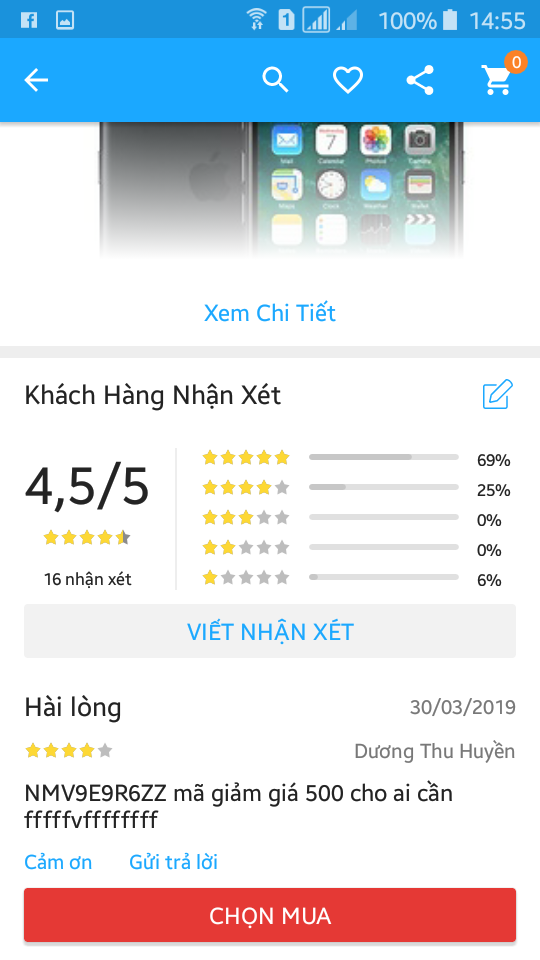 1
100%
14:55
0
Mail
Calendar
Photos
Camera
Maps
Clock
Weather
Wallet
Xem Chi Tiết
Khách Hàng Nhận Xét
4,5/5
16 nhận xét
69%
25%
0%
0%
6%
VIẾT NHẬN XÉT
Hài lòng
30/03/2019
Dương Thu Huyền
NMV9E9R6ZZ mã giảm giá 500 cho ai cần
fffffvffffffff
Cảm ơn
Gửi trả lời
CHỌN MUA